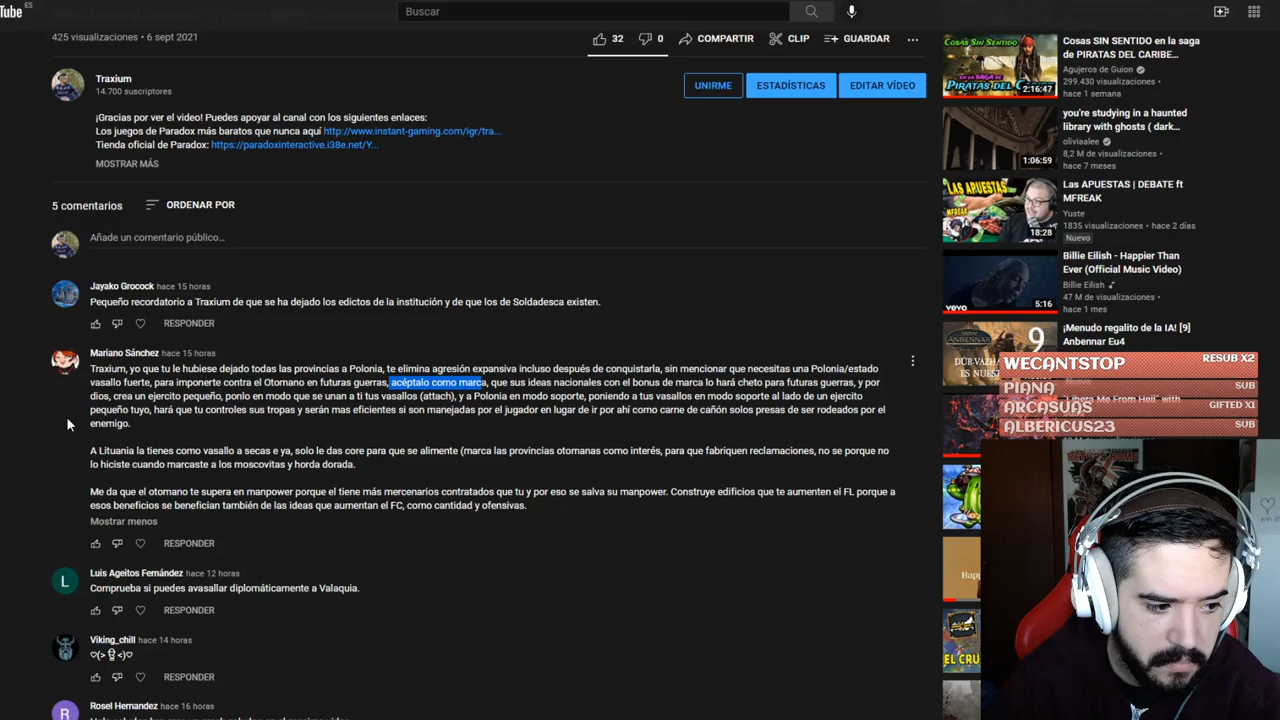 Tube ES
Buscar
425 visualizaciones • 6 sept 2021
32
0
COMPARTIR
CLIP
GUARDAR
Traxium
14.700 suscriptores
UNIRME
ESTADÍSTICAS
EDITAR VÍDEO
¡Gracias por ver el video! Puedes apoyar al canal con los siguientes enlaces:
Los juegos de Paradox más baratos que nunca aquí http://www.instant-gaming.com/igr/tra...
Tienda oficial de Paradox: https://paradoxinteractive.i38e.net/Y...
MOSTRAR MÁS
5 comentarios
ORDENAR POR
Añade un comentario público...
Jayako Grocock hace 15 horas
Pequeño recordatorio a Traxium de que se ha dejado los edictos de la institución y de que los de Soldadesca existen.
RESPONDER
Mariano Sánchez hace 15 horas
Traxium, yo que tu le hubiese dejado todas las provincias a Polonia, te elimina agresión expansiva incluso después de conquistarla, sin mencionar que necesitas una Polonia/estado
vasallo fuerte, para imponerte contra el Otomano en futuras guerras, acéptalo como marca, que sus ideas nacionales con el bonus de marca lo hará cheto para futuras guerras, y por
dios, crea un ejercito pequeño, ponlo en modo que se unan a ti tus vasallos (attach), y a Polonia en modo soporte, poniendo a tus vasallos en modo soporte al lado de un ejercito
pequeño tuyo, hará que tu controles sus tropas y serán mas eficientes si son manejadas por el jugador en lugar de ir por ahí como carne de cañón solos presas de ser rodeados por el
enemigo.
A Lituania la tienes como vasallo a secas e ya, solo le das core para que se alimente (marca las provincias otomanas como interés, para que fabriquen reclamaciones, no se porque no
lo hiciste cuando marcaste a los moscovitas y horda dorada.
Me da que el otomano te supera en manpower porque el tiene más mercenarios contratados que tu y por eso se salva su manpower. Construye edificios que te aumenten el FL porque a
esos beneficios se benefician también de las ideas que aumentan el FC, como cantidad y ofensivas.
Mostrar menos
RESPONDER
L
Luis Ageitos Fernández hace 12 horas
Comprueba si puedes avasallar diplomáticamente a Valaquia.
RESPONDER
Viking_chill hace 14 horas
RESPONDER
R
Rosel Hernandez hace 16 horas
COSAS SIN SENTIDO
EN LA SAGA DE
PIRATAS DEL CARIBE
2:16:47
Cosas SIN SENTIDO en la saga
de PIRATAS DEL CARIBE...
Agujeros de Guion
299.430 visualizaciones •
hace 1 semana
1:06:59
you're studying in a haunted
library with ghosts ( dark...
oliviaalee
8,2 M de visualizaciones •
hace 7 meses
LAS APUESTAS
18:28
Las APUESTAS | DEBATE ft
MFREAK
Yuste
1835 visualizaciones • hace 2 días
Nuevo
vevo
5:16
Billie Eilish - Happier Than
Ever (Official Music Video)
Billie Eilish
47 M de visualizaciones •
hace 1 mes
ANBENNAR
9
¡Menudo regalito de la IA! [9]
Anbennar Eu4
WECANTSTOP RESUB X2
PIANA SUB
ARCASUAS GIFTED X1
ALBERICUS23 SUB